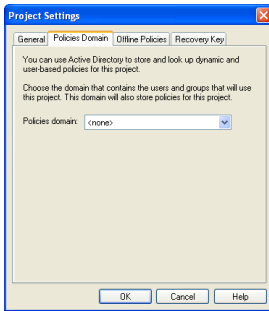 Project Settings
General
Policies Domain
Offline Policies
Recovery Key
You can use Active Directory to store and look up dynamic and
user-based policies for this project.
Choose the domain that contains the users and groups that will use
this project. This domain will also store policies for this project.
Policies domain: <none>
OK
Cancel
Help